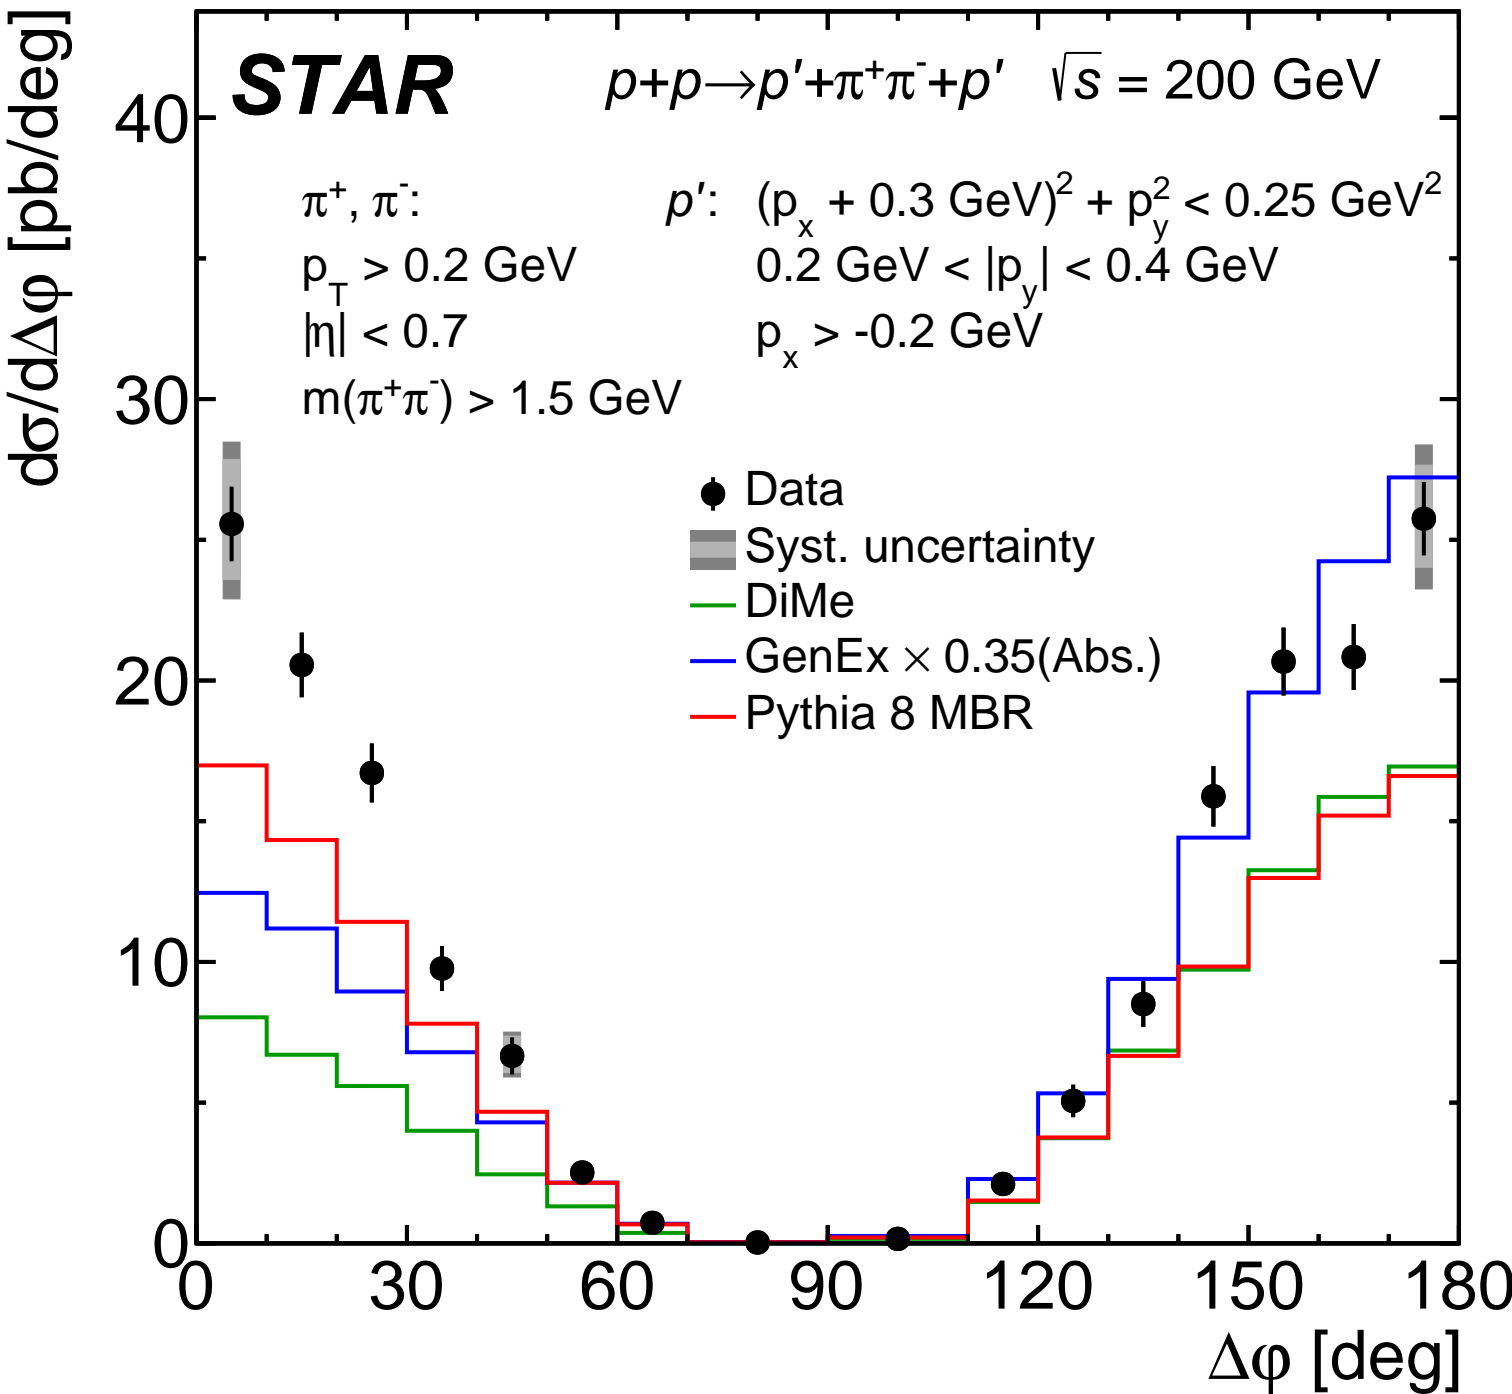 dσ/dΔφ [pb/deg]
STAR
p+p→p′+π⁺π⁻+p′ √s = 200 GeV
π⁺, π⁻:
p_T > 0.2 GeV
|η| < 0.7
m(π⁺π⁻) > 1.5 GeV
p′: (p_x + 0.3 GeV)² + p_y² < 0.25 GeV²
0.2 GeV < |p_y| < 0.4 GeV
p_x > -0.2 GeV
Data
Syst. uncertainty
DiMe
GenEx × 0.35(Abs.)
Pythia 8 MBR
40
30
20
10
0
0 30 60 90 120 150 180
Δφ [deg]